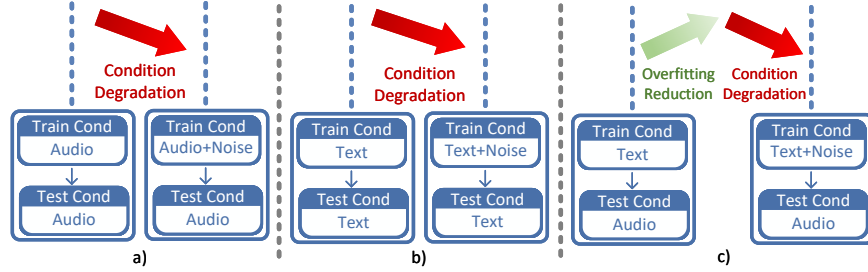 Condition
Degradation
Train Cond
Audio
Test Cond
Audio
Train Cond
Audio+Noise
Test Cond
Audio
a)
Condition
Degradation
Train Cond
Text
Test Cond
Text
Train Cond
Text+Noise
Test Cond
Text
b)
Overfitting
Reduction
Condition
Degradation
Train Cond
Text
Test Cond
Audio
Train Cond
Text+Noise
Test Cond
Audio
c)